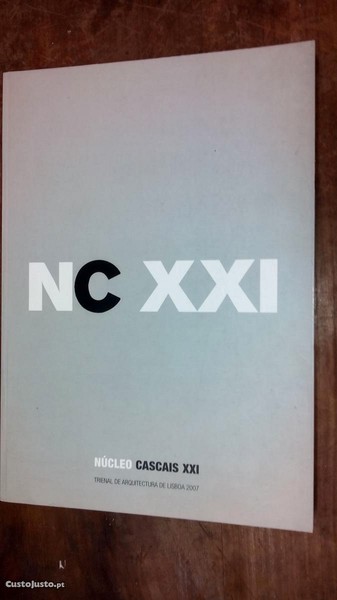 NC XXI
NÚCLEO CASCAIS XXI
TRIENAL DE ARQUITECTURA DE LISBOA 2007
CustoJusto.pt